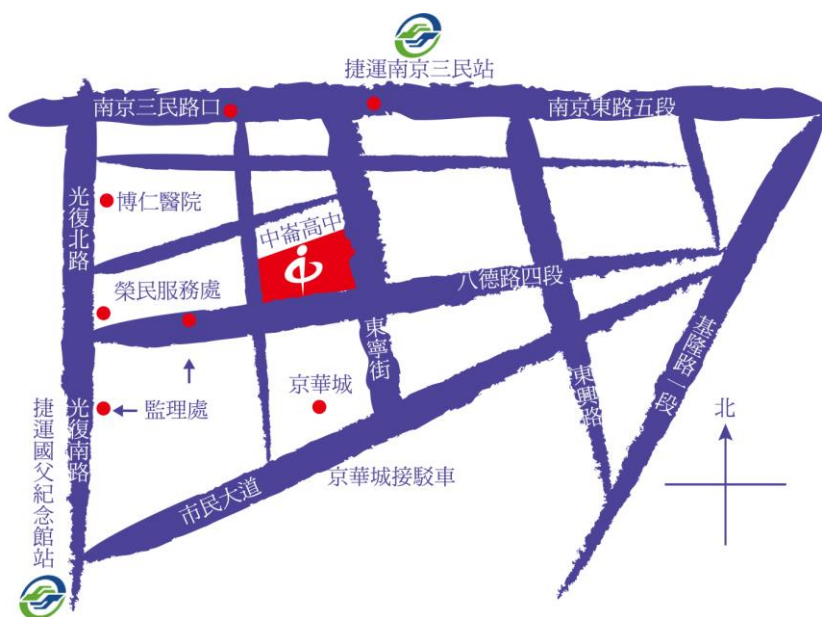 捷運南京三民站
南京三民路口
南京東路五段
光復北路
博仁醫院
中崙高中
榮民服務處
八德路四段
東寧街
基隆路一段
京華城
東興路
監理處
光復南路
捷運國父紀念館站
北
京華城接駁車
市民大道